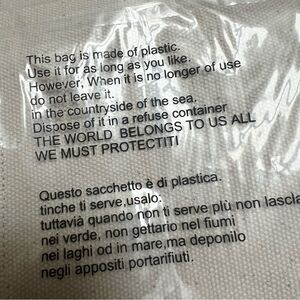 This bag is made of plastic.
Use it for as long as you like.
However, When it is no longer of use
do not leave it.
in the countryside of the sea.
Dispose of it in a refuse container
THE WORLD BELONGS TO US ALL
WE MUST PROTECTITI
Questo sacchetto è di plastica.
tinche ti serve,usalo:
tuttavià quando non ti serve più non lascla
nei verde, non gettario nel fiumi
nei laghi od in mare,ma deponilo
negli appositi portarifiuti.